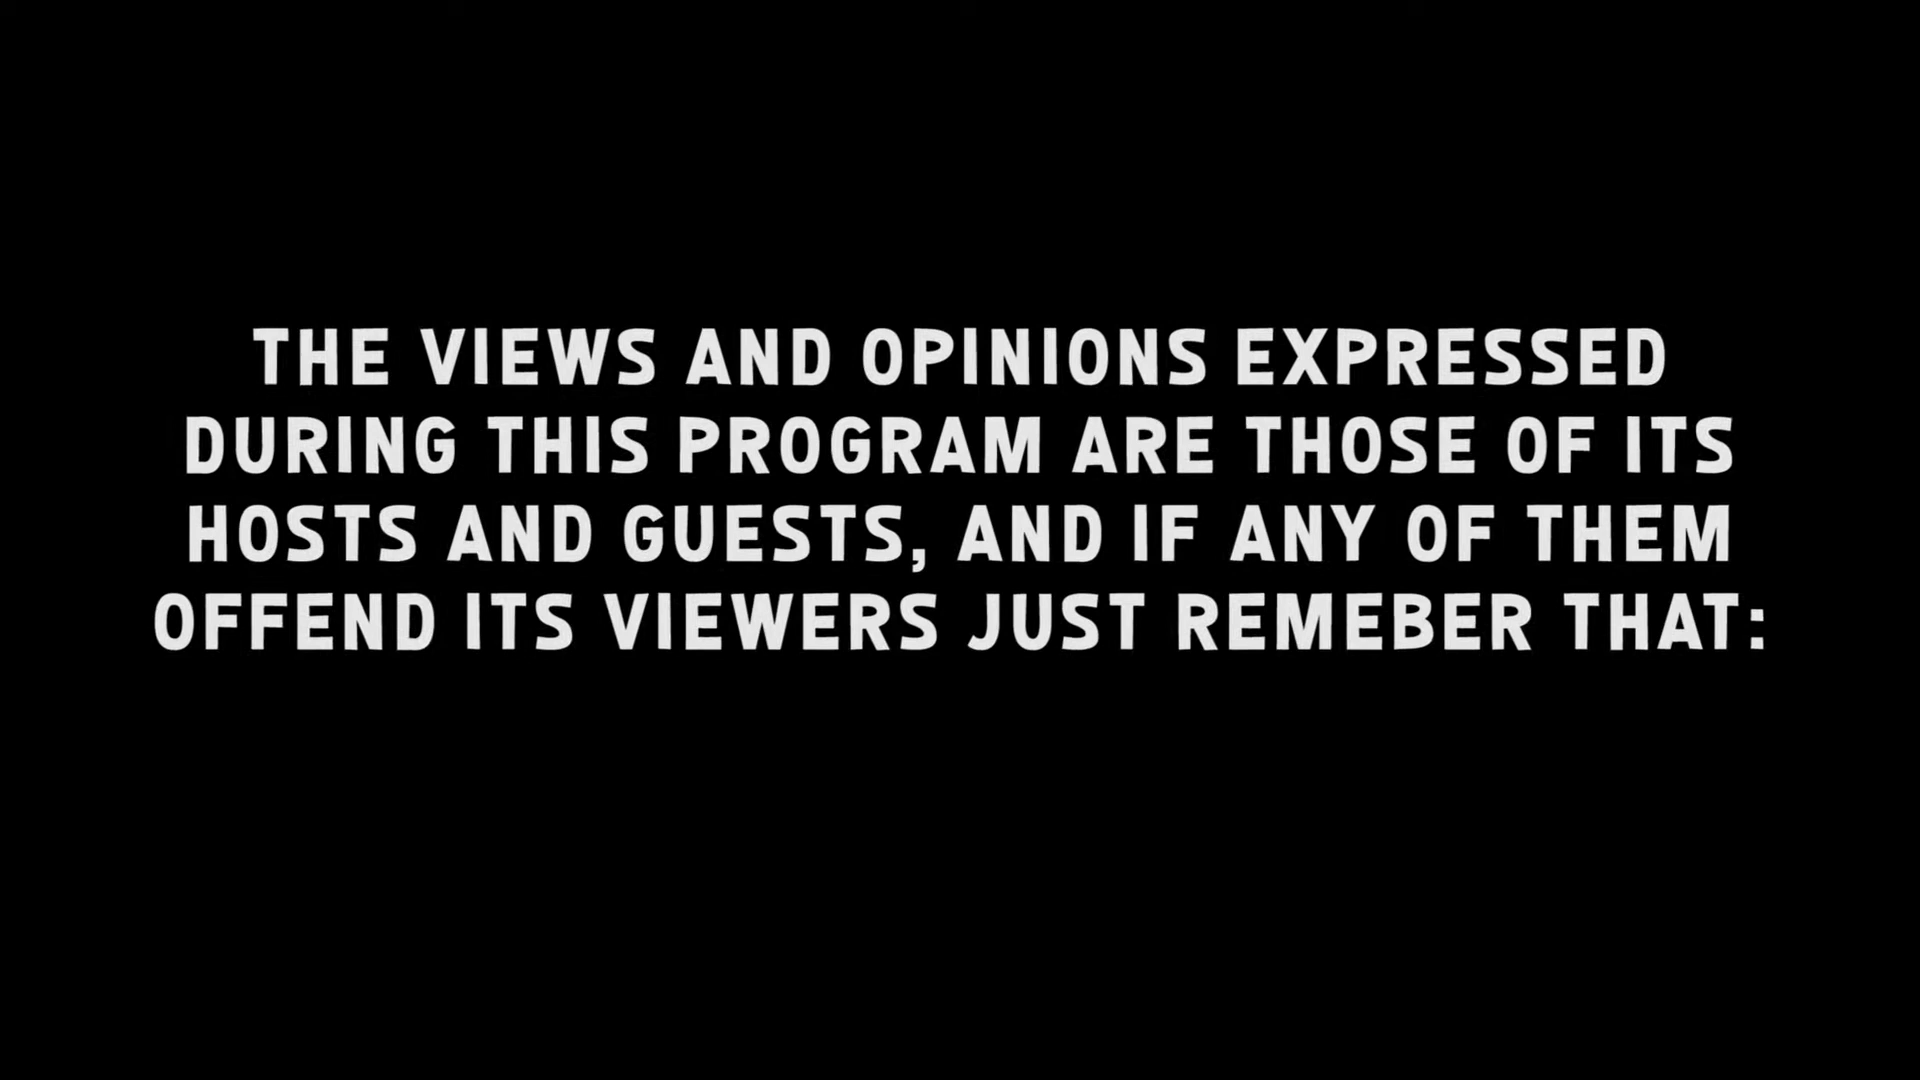 THE VIEWS AND OPINIONS EXPRESSED
DURING THIS PROGRAM ARE THOSE OF ITS
HOSTS AND GUESTS, AND IF ANY OF THEM
OFFEND ITS VIEWERS JUST REMEBER THAT: